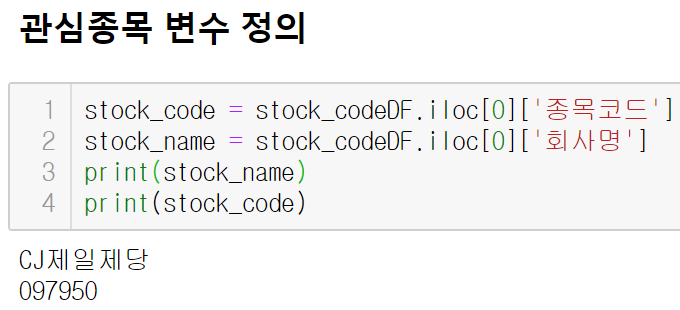 관심종목 변수 정의
1 stock_code = stock_codeDF.iloc[0]['종목코드']
2 stock_name = stock_codeDF.iloc[0]['회사명']
3 print(stock_name)
4 print(stock_code)
CJ제일제당
097950